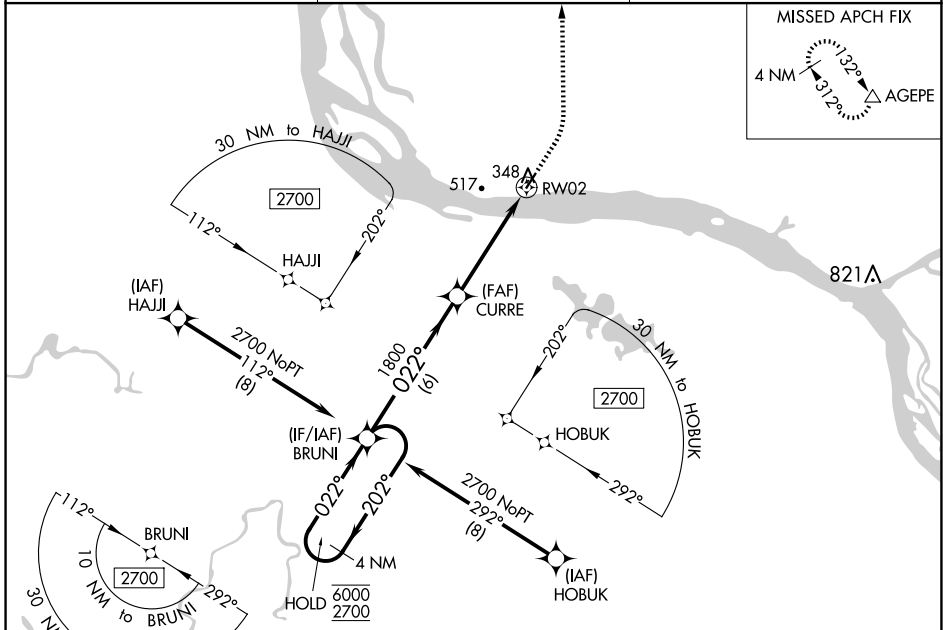 MISSED APCH FIX
4 NM
132°
312°
AGEPE
30 NM to HAJJI
2700
112°
202°
HAJJI
517
348
RW02
821
(IAF)
HAJJI
2700 NoPT
112°
(8)
(FAF)
CURRE
1800
022°
(6)
30 NM to HOBUK
202°
2700
HOBUK
292°
(IF/IAF)
BRUNI
022°
202°
4 NM
HOLD
6000
2700
2700 NoPT
292°
(8)
(IAF)
HOBUK
112°
BRUNI
2700
292°
10 NM to BRUNI
30 NM